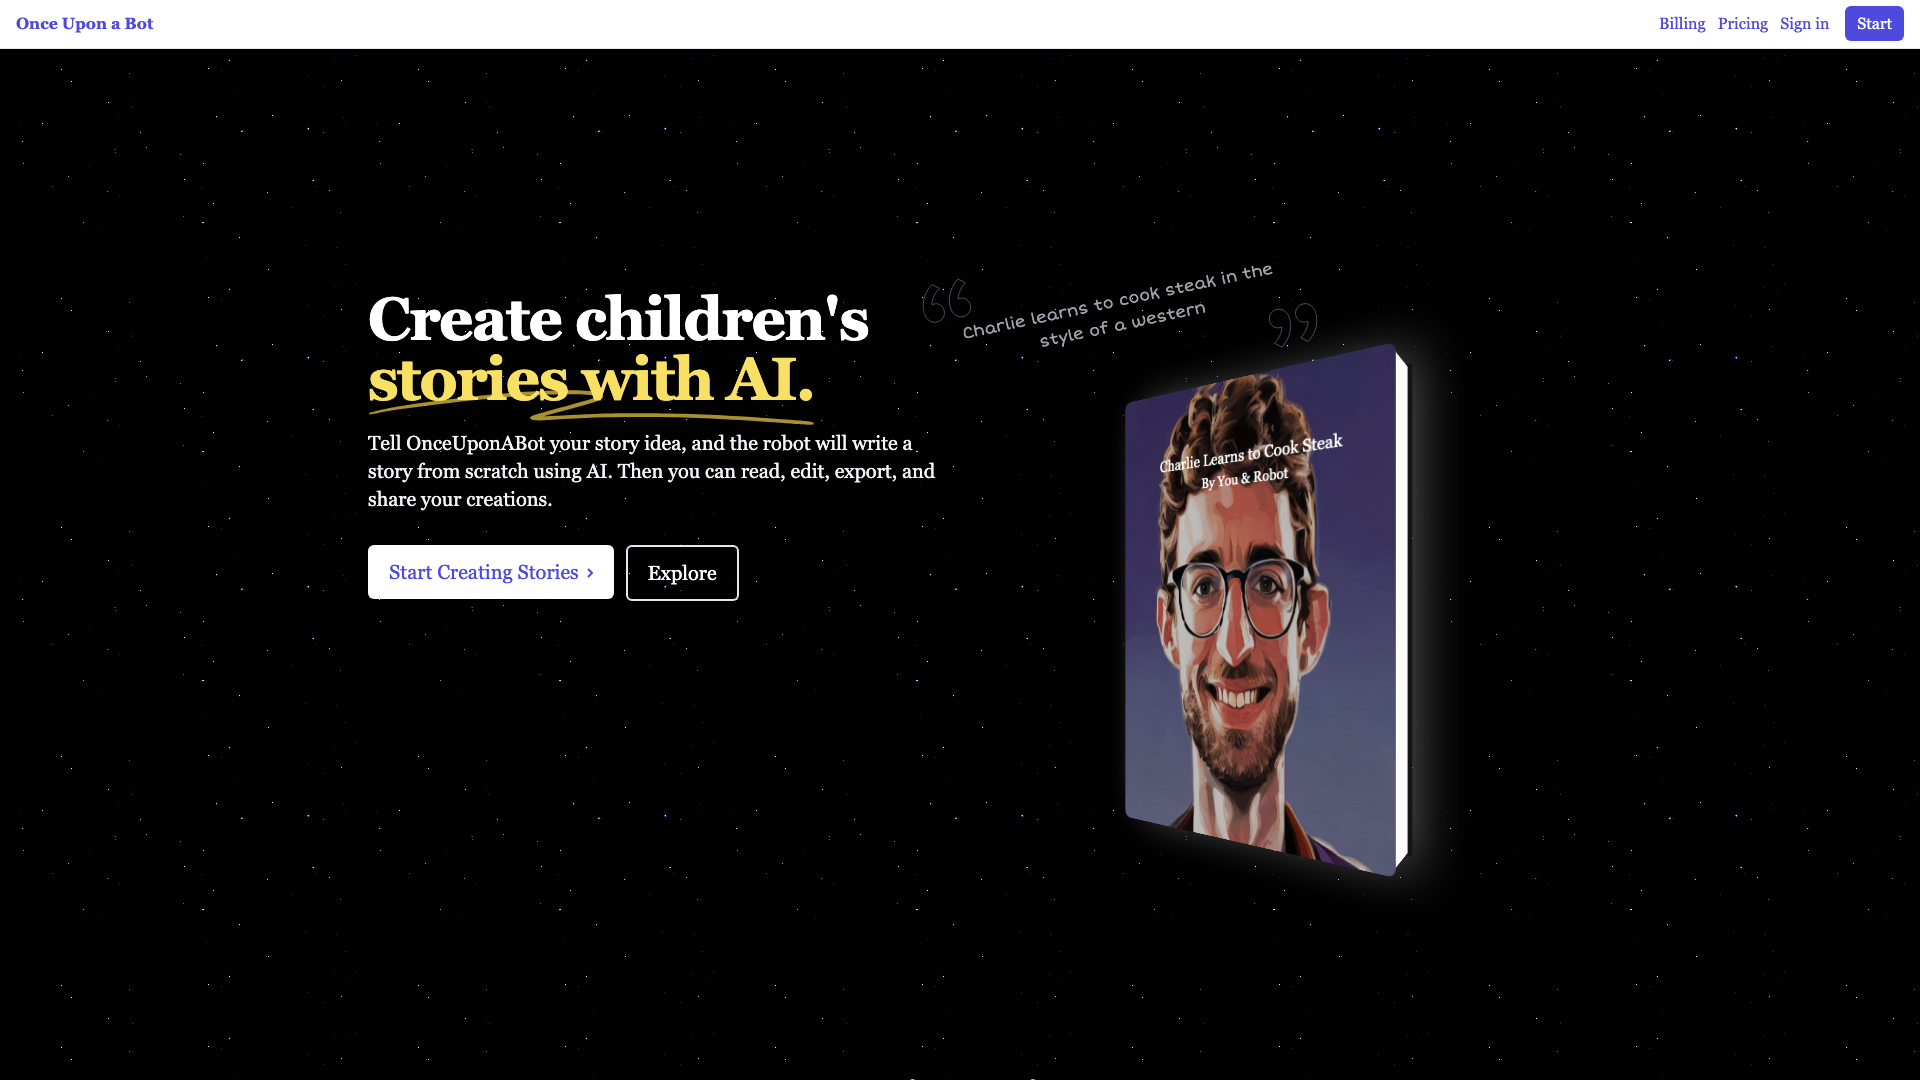 Once Upon a Bot
Billing
Pricing
Sign in
Start
Create children's
stories with AI.
Tell OnceUponABot your story idea, and the robot will write a
story from scratch using AI. Then you can read, edit, export, and
share your creations.
Start Creating Stories ›
Explore
“ Charlie learns to cook steak in the
style of a western ”
Charlie Learns to Cook Steak
By You & Robot